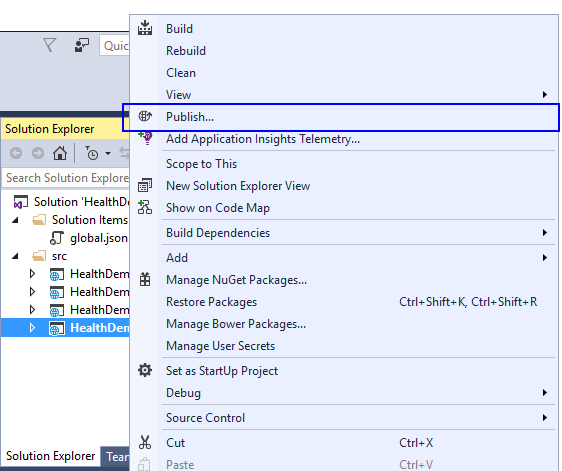 Quic
Solution Explorer
Search Solution Explore
Solution 'HealthDe
Solution Items
global.json
src
HealthDem
HealthDem
HealthDem
HealthDem
Solution Explorer
Tean
Build
Rebuild
Clean
View
Publish...
Add Application Insights Telemetry...
Scope to This
New Solution Explorer View
Show on Code Map
Build Dependencies
Add
Manage NuGet Packages...
Restore Packages Ctrl+Shift+K, Ctrl+Shift+R
Manage Bower Packages...
Manage User Secrets
Set as StartUp Project
Debug
Source Control
Cut Ctrl+X
Paste Ctrl+V